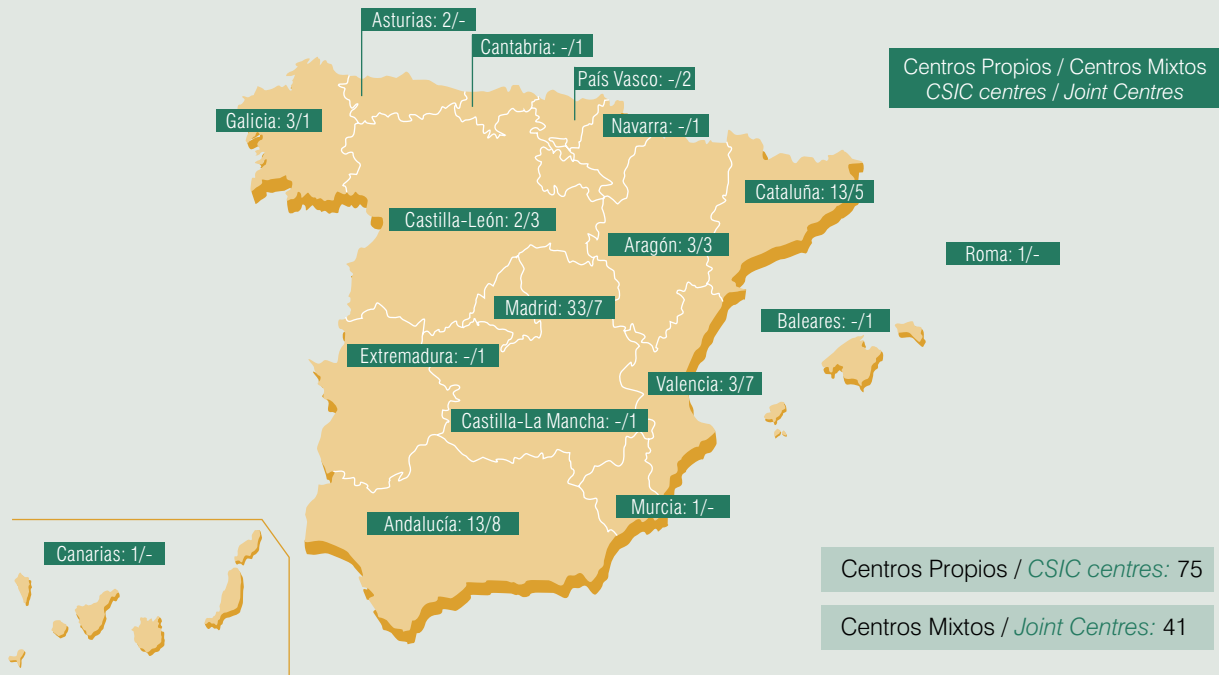 Asturias: 2/-
Cantabria: -/1
País Vasco: -/2
Centros Propios / Centros Mixtos
CSIC centres / Joint Centres
Galicia: 3/1
Navarra: -/1
Cataluña: 13/5
Castilla-León: 2/3
Aragón: 3/3
Roma: 1/-
Madrid: 33/7
Baleares: -/1
Extremadura: -/1
Valencia: 3/7
Castilla-La Mancha: -/1
Murcia: 1/-
Andalucía: 13/8
Canarias: 1/-
Centros Propios / CSIC centres: 75
Centros Mixtos / Joint Centres: 41